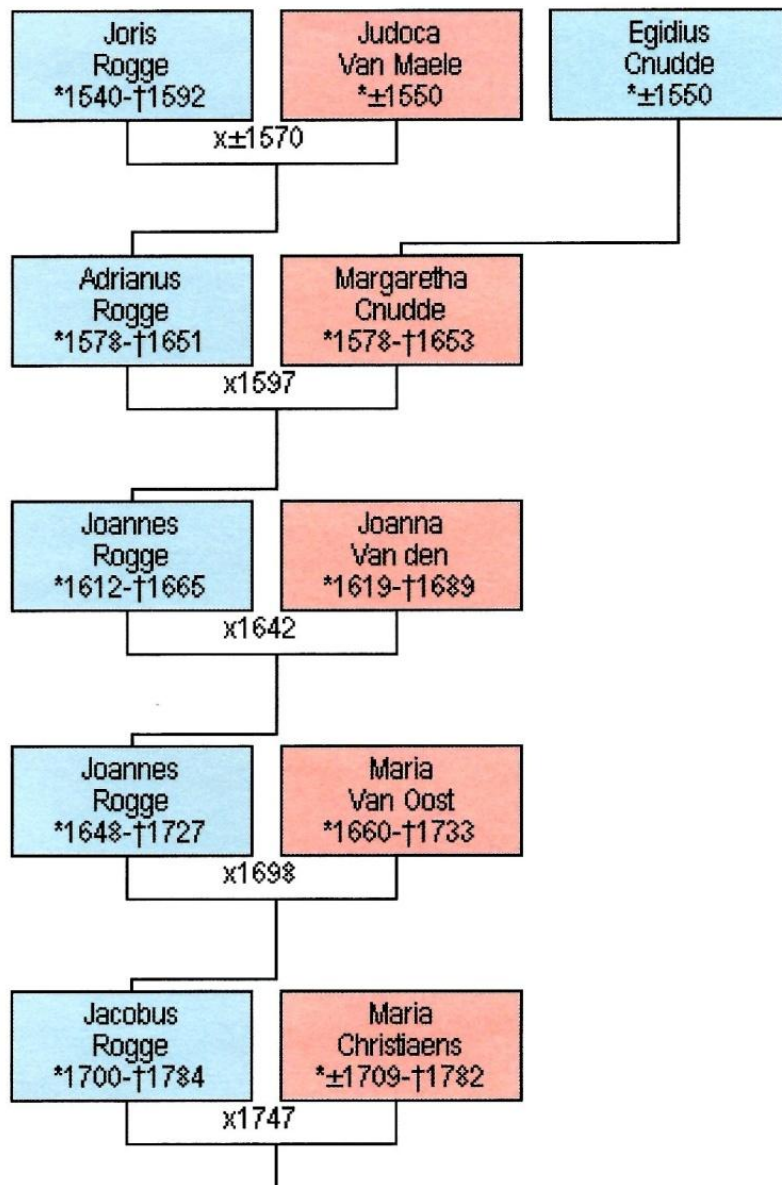 Joris
Rogge
*1540-†1592
Judoca
Van Maele
*±1550
Egidius
Cnudde
*±1550
x±1570
Adrianus
Rogge
*1578-†1651
Margaretha
Cnudde
*1578-†1653
x1597
Joannes
Rogge
*1612-†1665
Joanna
Van den
*1619-†1689
x1642
Joannes
Rogge
*1648-†1727
Maria
Van Oost
*1660-†1733
x1698
Jacobus
Rogge
*1700-†1784
Maria
Christiaens
*±1709-†1782
x1747